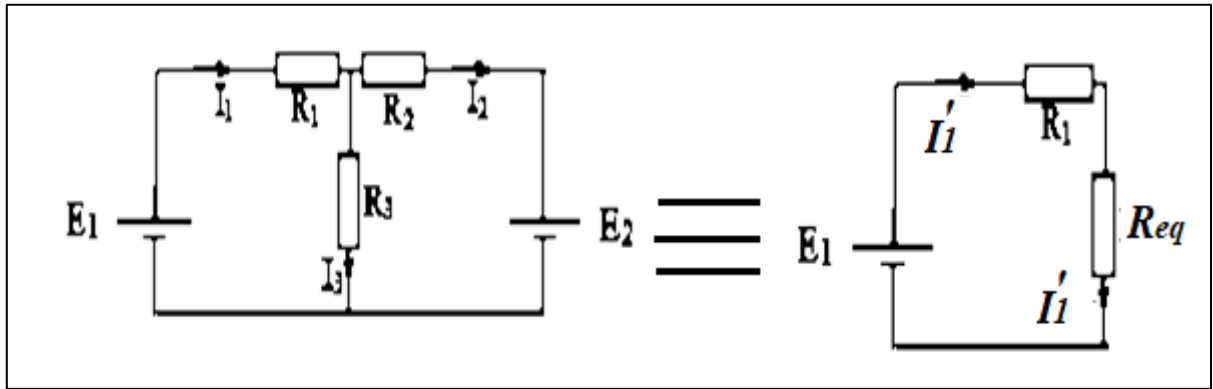 I₁
R₁
R₂
I₂
E₁
R₃
I₃
E₂
I₁′
R₁
E₁
Req
I₁′